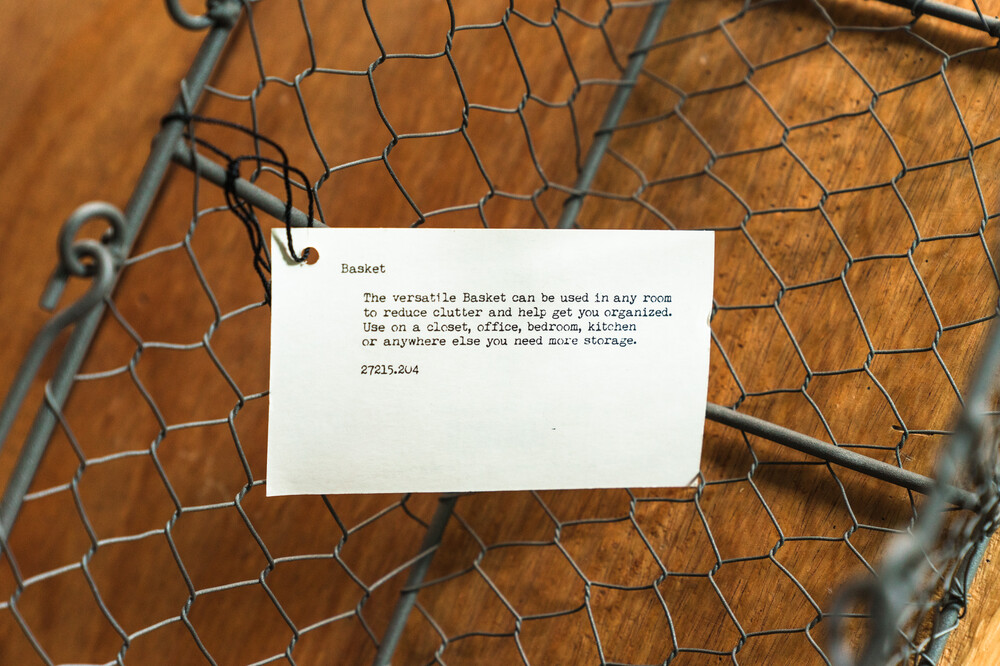 Basket
The versatile Basket can be used in any room
to reduce clutter and help get you organized.
Use on a closet, office, bedroom, kitchen
or anywhere else you need more storage.
27215.204